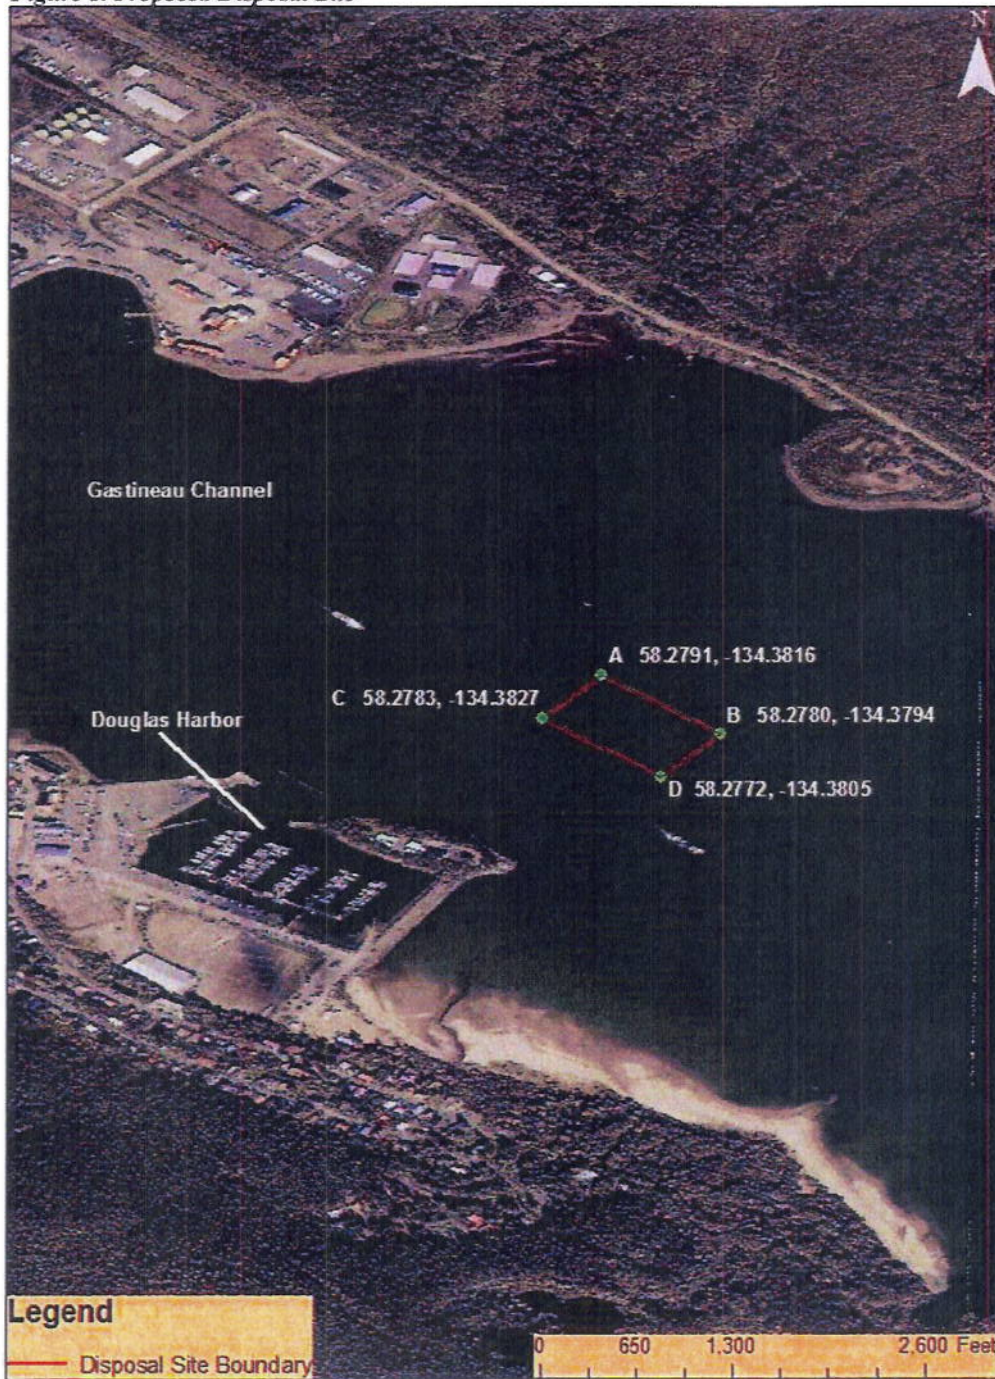 N
Gastineau Channel
A 58.2791, -134.3816
C 58.2783, -134.3827
Douglas Harbor
B 58.2780, -134.3794
D 58.2772, -134.3805
Legend
Disposal Site Boundary
0 650 1,300 2,600 Feet